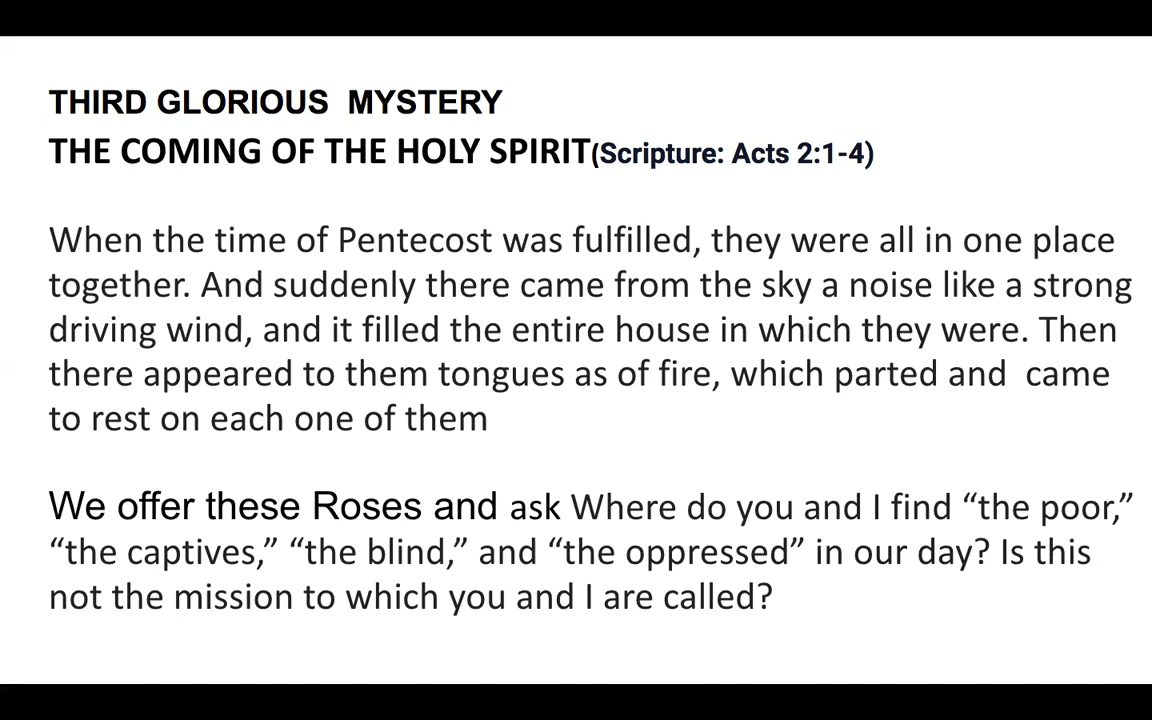 THIRD GLORIOUS  MYSTERY
THE COMING OF THE HOLY SPIRIT(Scripture: Acts 2:1-4)
When the time of Pentecost was fulfilled, they were all in one place
together. And suddenly there came from the sky a noise like a strong
driving wind, and it filled the entire house in which they were. Then
there appeared to them tongues as of fire, which parted and  came
to rest on each one of them
We offer these Roses and ask Where do you and I find “the poor,”
“the captives,” “the blind,” and “the oppressed” in our day? Is this
not the mission to which you and I are called?